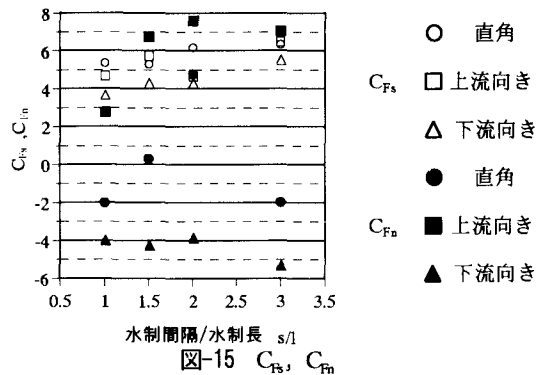 8
6
4
2
0
-2
-4
-6
C_Fs, C_Fn
0.5 1 1.5 2 2.5 3 3.5
水制間隔/水制長 s/l
○ 直角
C_Fs □ 上流向き
△ 下流向き
● 直角
C_Fn ■ 上流向き
▲ 下流向き
図-15 C_Fs, C_Fn